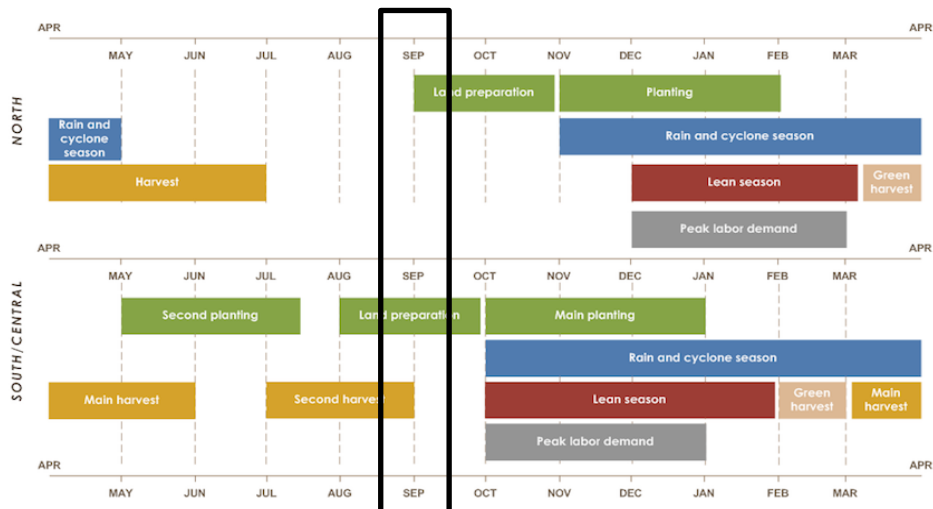 APR APR
MAY JUN JUL AUG SEP OCT NOV DEC JAN FEB MAR
NORTH
Land preparation Planting
Rain and
cyclone
season
Rain and cyclone season
Harvest Lean season
Green
harvest
Peak labor demand
APR APR
MAY JUN JUL AUG SEP OCT NOV DEC JAN FEB MAR
SOUTH/CENTRAL
Second planting Land preparation Main planting
Rain and cyclone season
Main harvest Second harvest Lean season
Green
harvest
Main
harvest
Peak labor demand
APR APR
MAY JUN JUL AUG SEP OCT NOV DEC JAN FEB MAR